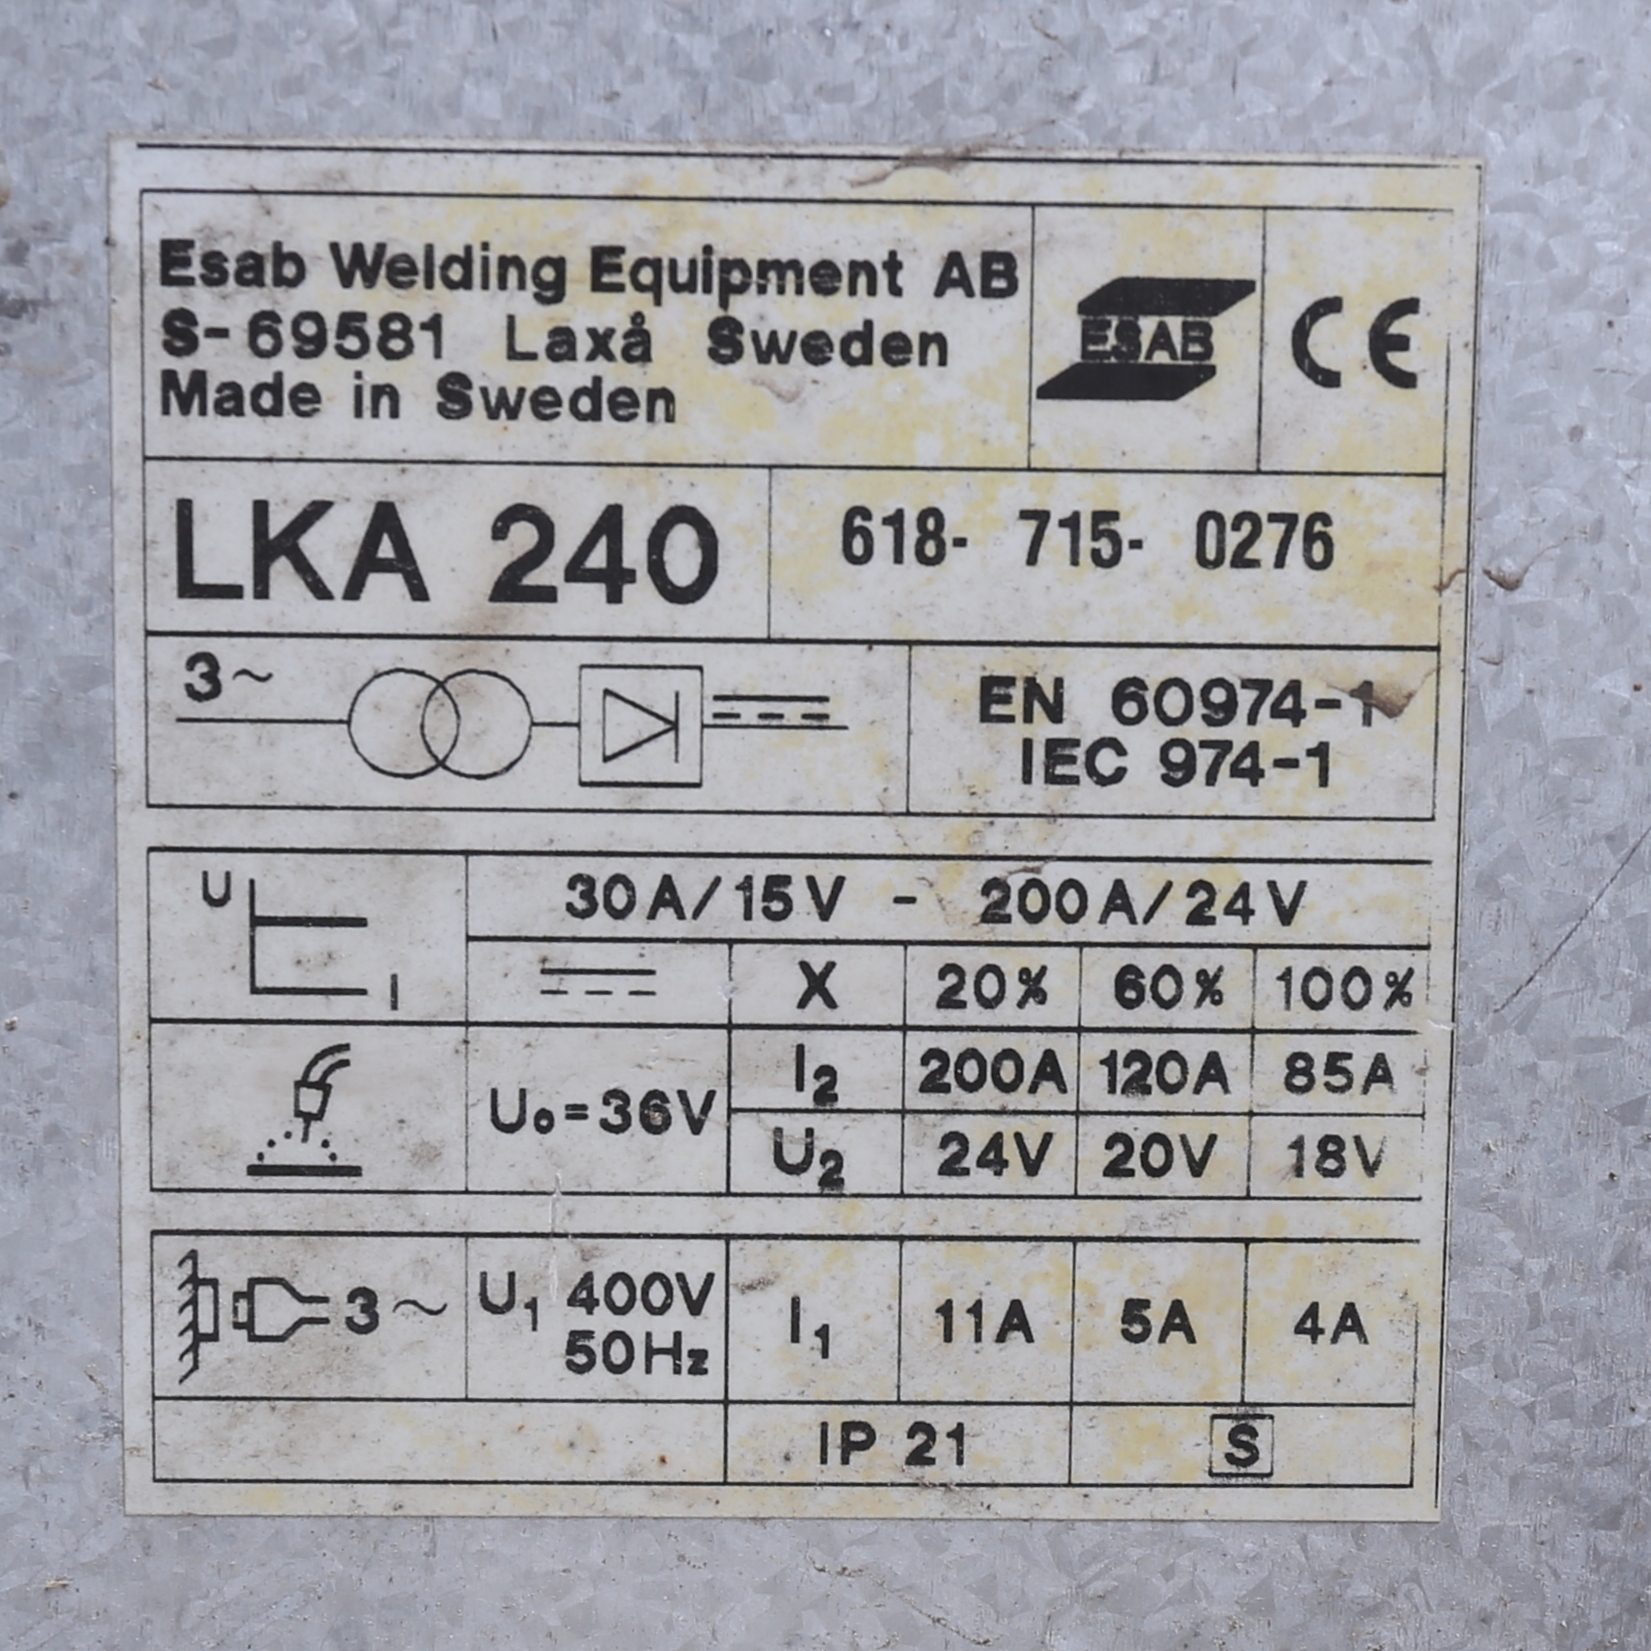 Esab Welding Equipment AB
S-69581 Laxå Sweden
Made in Sweden
ESAB
CE
LKA 240
618- 715- 0276
3~
EN 60974-1
IEC 974-1
U
I
30A/15V - 200A/24V
X 20% 60% 100%
U₀=36V
I₂ 200A 120A 85A
U₂ 24V 20V 18V
3~
U₁ 400V
50Hz
I₁ 11A 5A 4A
IP 21
S